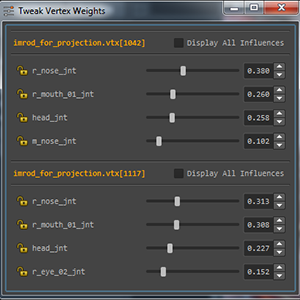 Tweak Vertex Weights
imrod_for_projection.vtx[1042] Display All Influences
r_nose_jnt 0.380
r_mouth_01_jnt 0.260
head_jnt 0.258
m_nose_jnt 0.102
imrod_for_projection.vtx[1117] Display All Influences
r_nose_jnt 0.313
r_mouth_01_jnt 0.308
head_jnt 0.227
r_eye_02_jnt 0.152